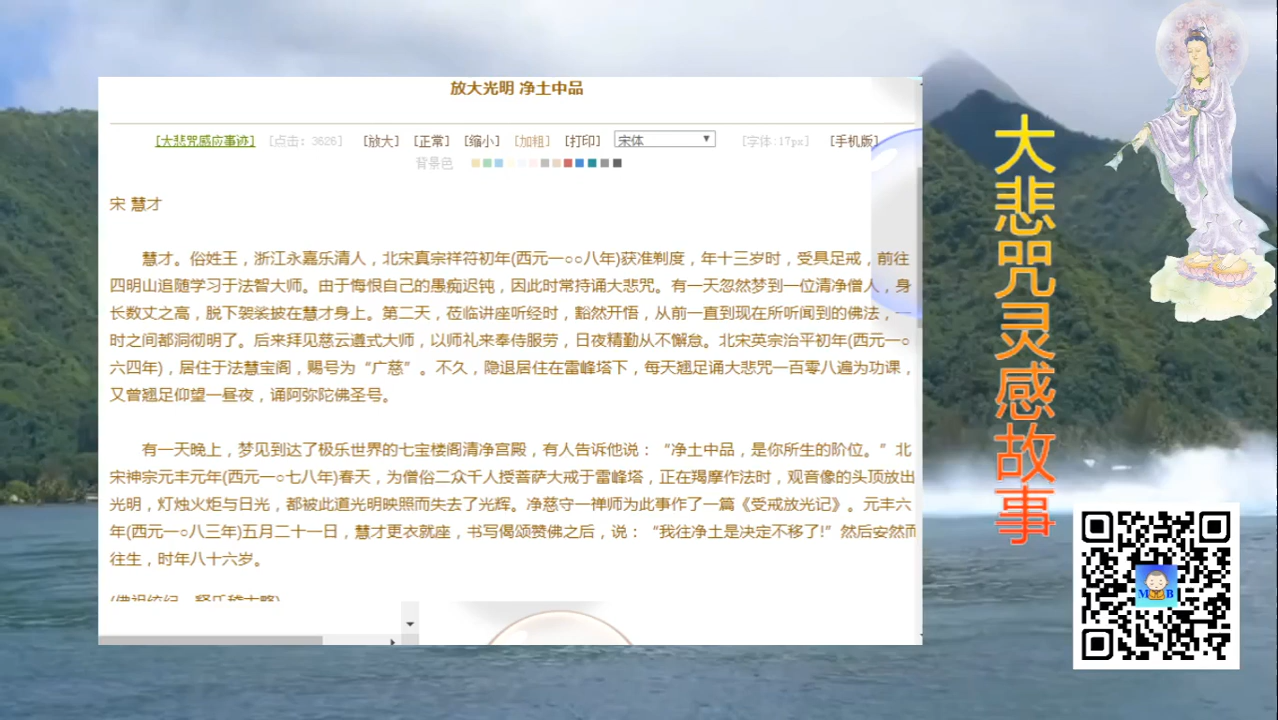 放大光明 净土中品
[大悲咒感应事迹] [点击: 3626] [放大] [正常] [缩小] [加粗] [打印] 宋体 [字体:17px] [手机版]
背景色
宋 慧才
慧才。俗姓王，浙江永嘉乐清人，北宋真宗祥符初年(西元一○○八年)获准剃度，年十三岁时，受具足戒，前往
四明山追随学习于法智大师。由于悔恨自己的愚痴迟钝，因此时常持诵大悲咒。有一天忽然梦到一位清净僧人，身
长数丈之高，脱下袈裟披在慧才身上。第二天，莅临讲座听经时，豁然开悟，从前一直到现在所听闻到的佛法，一
时之间都洞彻明了。后来拜见慈云遵式大师，以师礼来奉侍服劳，日夜精勤从不懈怠。北宋英宗治平初年(西元一○
六四年)，居住于法慧宝阁，赐号为“广慈”。不久，隐退居住在雷峰塔下，每天翘足诵大悲咒一百零八遍为功课，
又曾翘足仰望一昼夜，诵阿弥陀佛圣号。
有一天晚上，梦见到达了极乐世界的七宝楼阁清净宫殿，有人告诉他说：“净土中品，是你所生的阶位。”北
宋神宗元丰元年(西元一○七八年)春天，为僧俗二众千人授菩萨大戒于雷峰塔，正在羯摩作法时，观音像的头顶放出
光明，灯烛火炬与日光，都被此道光明映照而失去了光辉。净慈守一禅师为此事作了一篇《受戒放光记》。元丰六
年(西元一○八三年)五月二十一日，慧才更衣就座，书写偈颂赞佛之后，说：“我往净土是决定不移了!”然后安然而
往生，时年八十六岁。
(佛祖统纪、释氏稽古略)
大悲咒灵感故事
M B